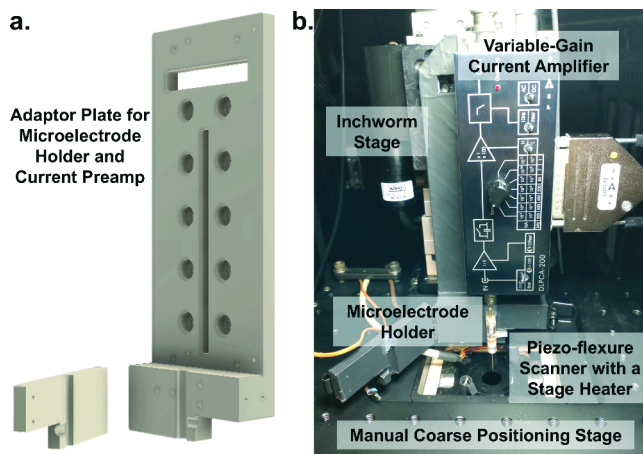 a.
Adaptor Plate for
Microelectrode
Holder and
Current Preamp
b.
Variable-Gain
Current Amplifier
Inchworm
Stage
DLPCA-200
IN
Microelectrode
Holder
Piezo-flexure
Scanner with a
Stage Heater
Manual Coarse Positioning Stage